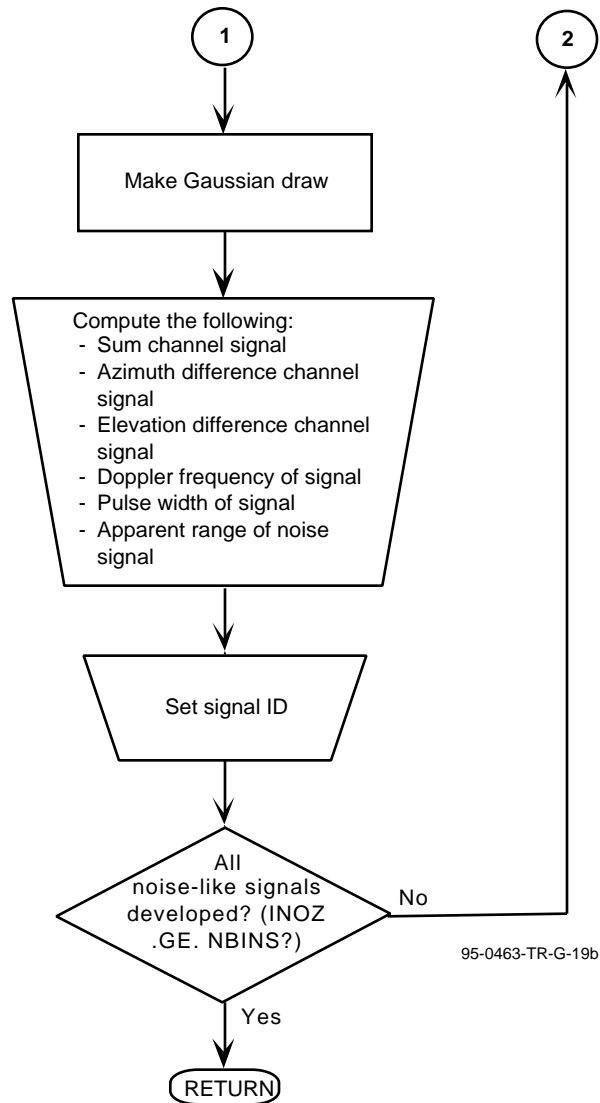 1
2
Make Gaussian draw
Compute the following:
- Sum channel signal
- Azimuth difference channel
signal
- Elevation difference channel
signal
- Doppler frequency of signal
- Pulse width of signal
- Apparent range of noise
signal
Set signal ID
All
noise-like signals
developed? (INOZ
.GE. NBINS?)
No
95-0463-TR-G-19b
Yes
RETURN